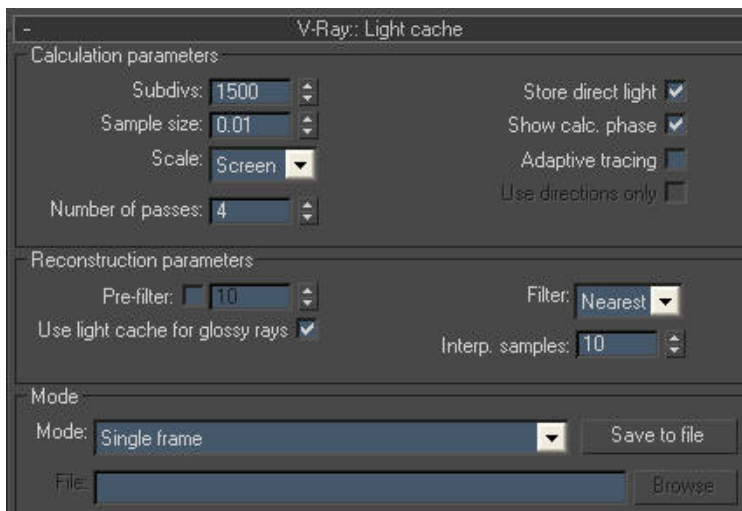 - V-Ray:: Light cache
Calculation parameters
Subdivs: 1500 Store direct light
Sample size: 0.01 Show calc. phase
Scale: Screen Adaptive tracing
Use directions only
Number of passes: 4
Reconstruction parameters
Pre-filter: 10 Filter: Nearest
Use light cache for glossy rays
Interp. samples: 10
Mode
Mode: Single frame Save to file
File: Browse